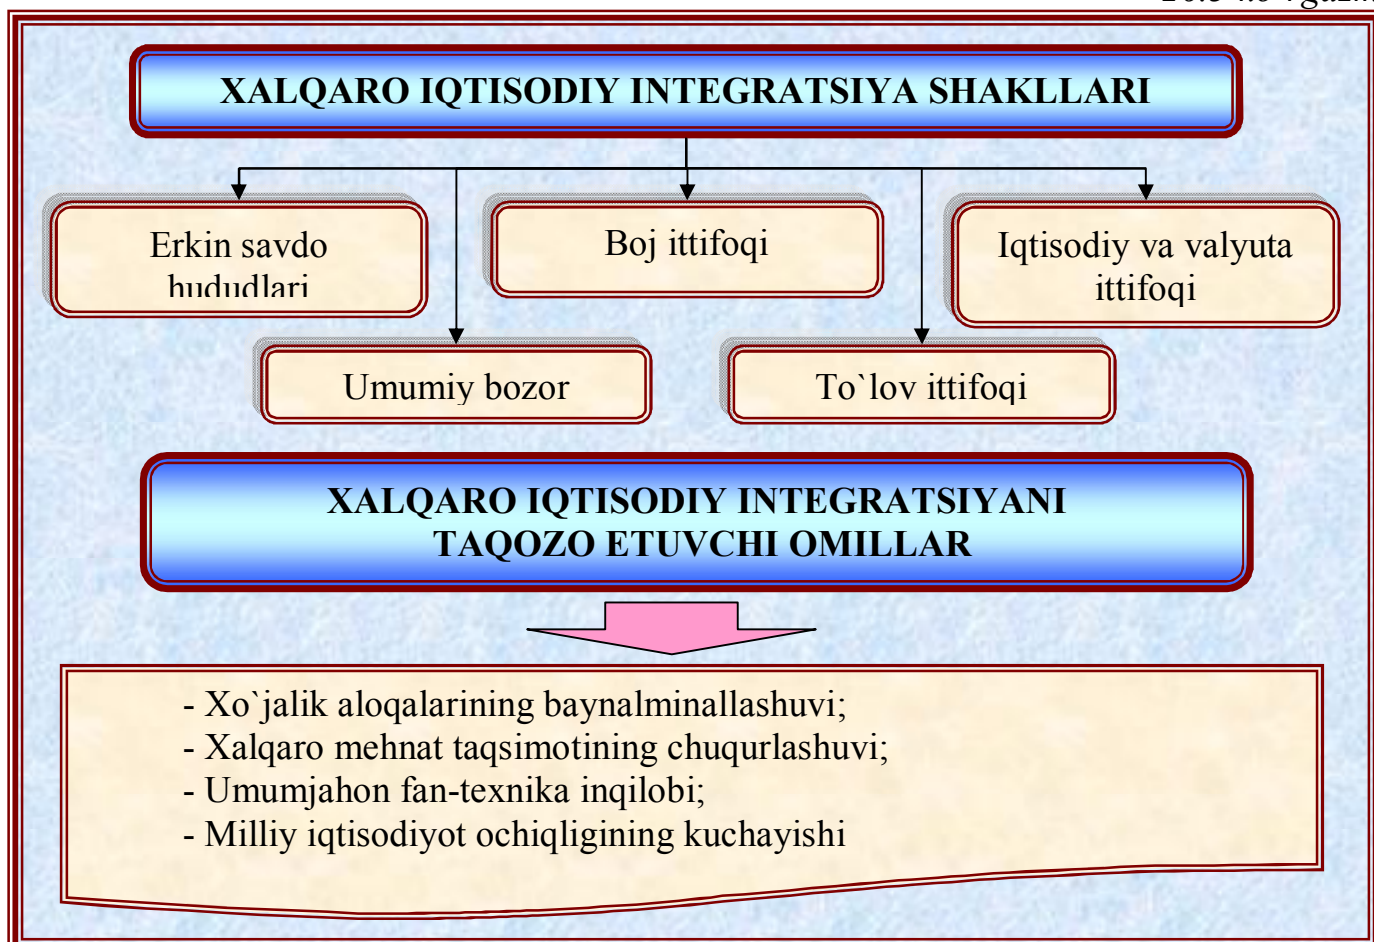 XALQARO IQTISODIY INTEGRATSIYA SHAKLLARI
Erkin savdo
hududlari
Boj ittifoqi
Iqtisodiy va valyuta
ittifoqi
Umumiy bozor
To`lov ittifoqi
XALQARO IQTISODIY INTEGRATSIYANI
TAQOZO ETUVCHI OMILLAR
- Xo`jalik aloqalarining baynalminallashuvi;
- Xalqaro mehnat taqsimotining chuqurlashuvi;
- Umumjahon fan-texnika inqilobi;
- Milliy iqtisodiyot ochiqligining kuchayishi